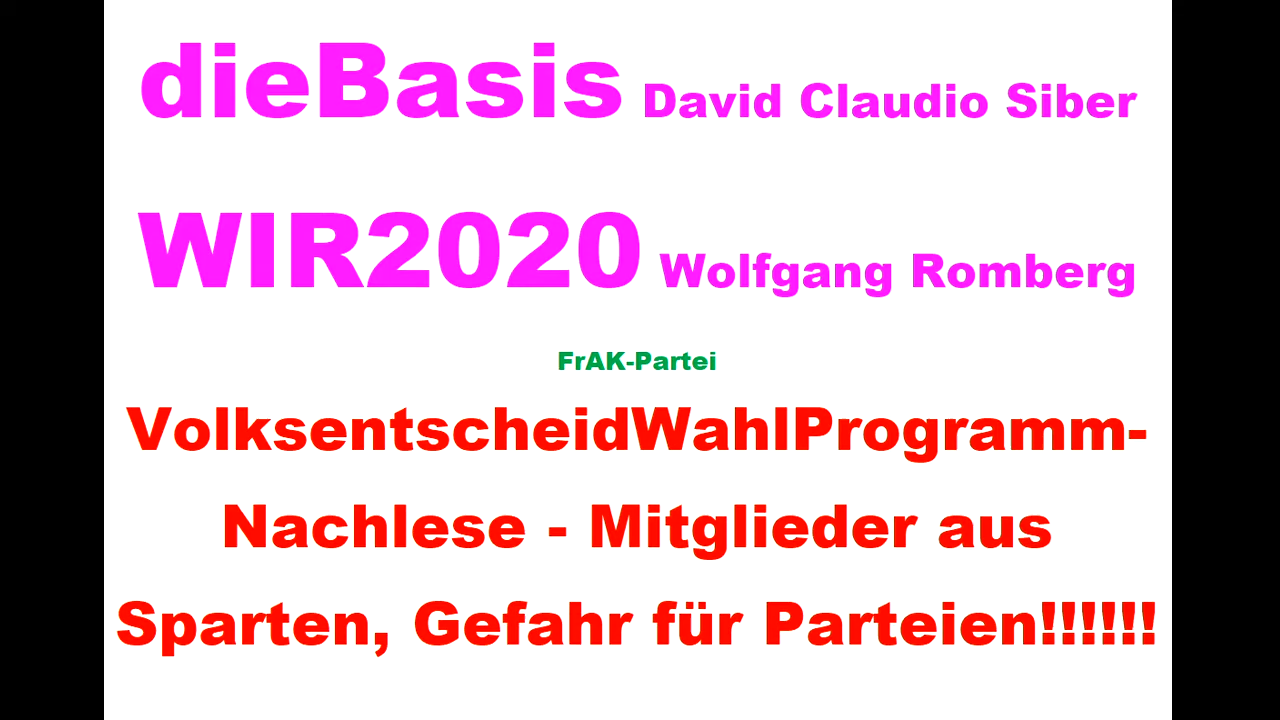 dieBasis David Claudio Siber
WIR2020 Wolfgang Romberg
FrAK-Partei
VolksentscheidWahlProgramm-
Nachlese - Mitglieder aus
Sparten, Gefahr für Parteien!!!!!!